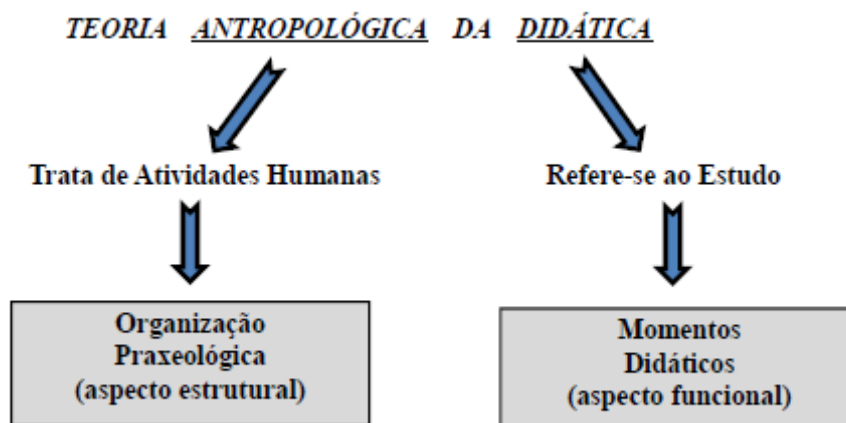 TEORIA ANTROPOLÓGICA DA DIDÁTICA
Trata de Atividades Humanas
Refere-se ao Estudo
Organização
Praxeológica
(aspecto estrutural)
Momentos
Didáticos
(aspecto funcional)